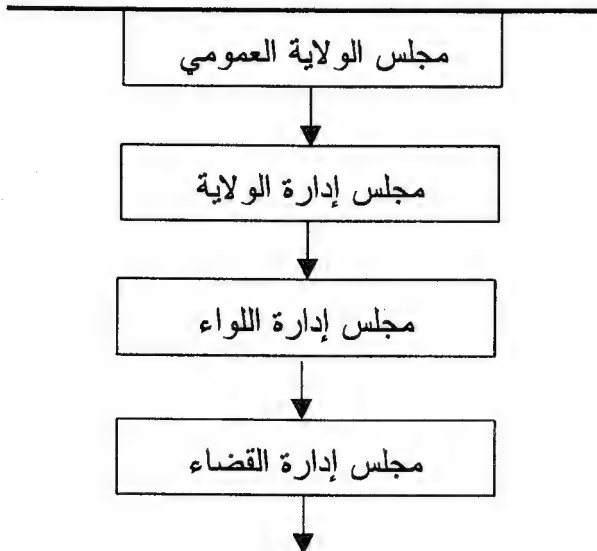 مجلس الولاية العمومي
مجلس إدارة الولاية
مجلس إدارة اللواء
مجلس إدارة القضاء